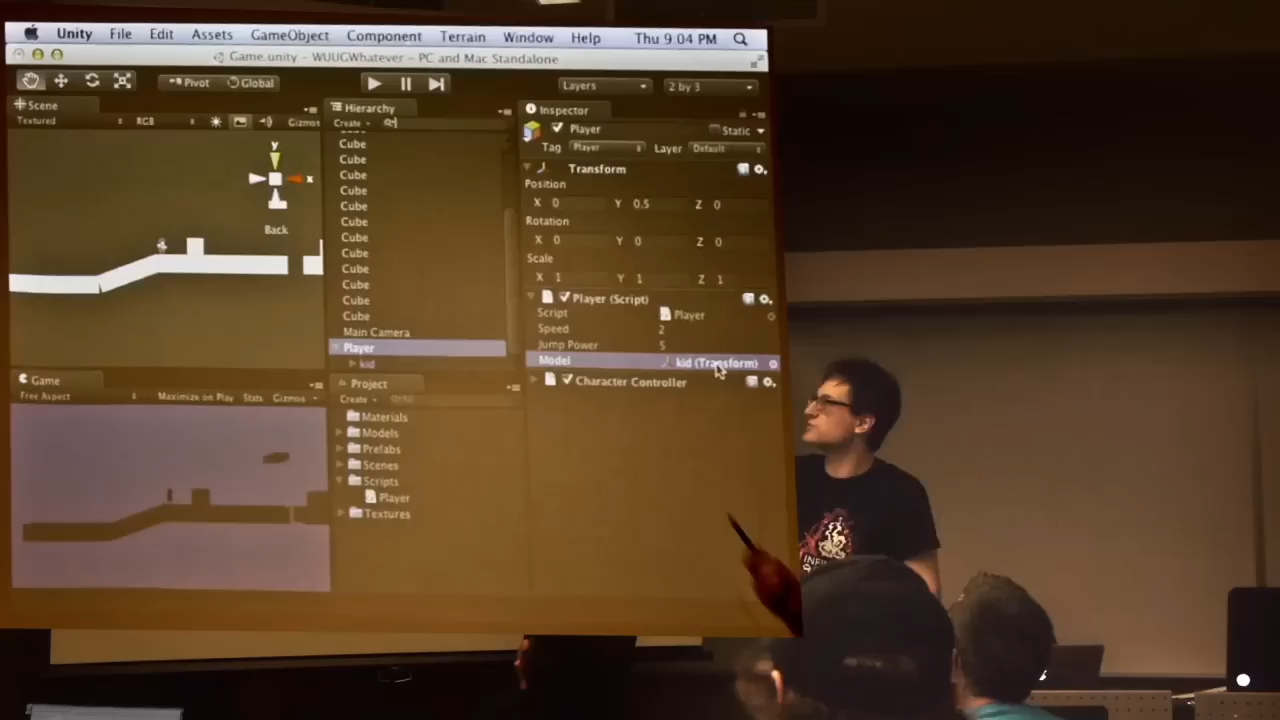 Unity File Edit Assets GameObject Component Terrain Window Help Thu 9:04 PM
Game.unity - WUUGWhatever - PC and Mac Standalone
Pivot Global Layers 2 by 3
Scene
Textured RGB Gizmos
y
x
Back
Game
Free Aspect Maximize on Play Stats Gizmos
Hierarchy
Create
Cube
Cube
Cube
Cube
Cube
Cube
Cube
Cube
Cube
Cube
Cube
Cube
Cube
Main Camera
Player
kid
Project
Create
Materials
Models
Prefabs
Scenes
Scripts
Player
Textures
Inspector
Player Static
Tag Player Layer Default
Transform
Position
X 0 Y 0.5 Z 0
Rotation
X 0 Y 0 Z 0
Scale
X 1 Y 1 Z 1
Player (Script)
Script Player
Speed 2
Jump Power 5
Model kid (Transform)
Character Controller